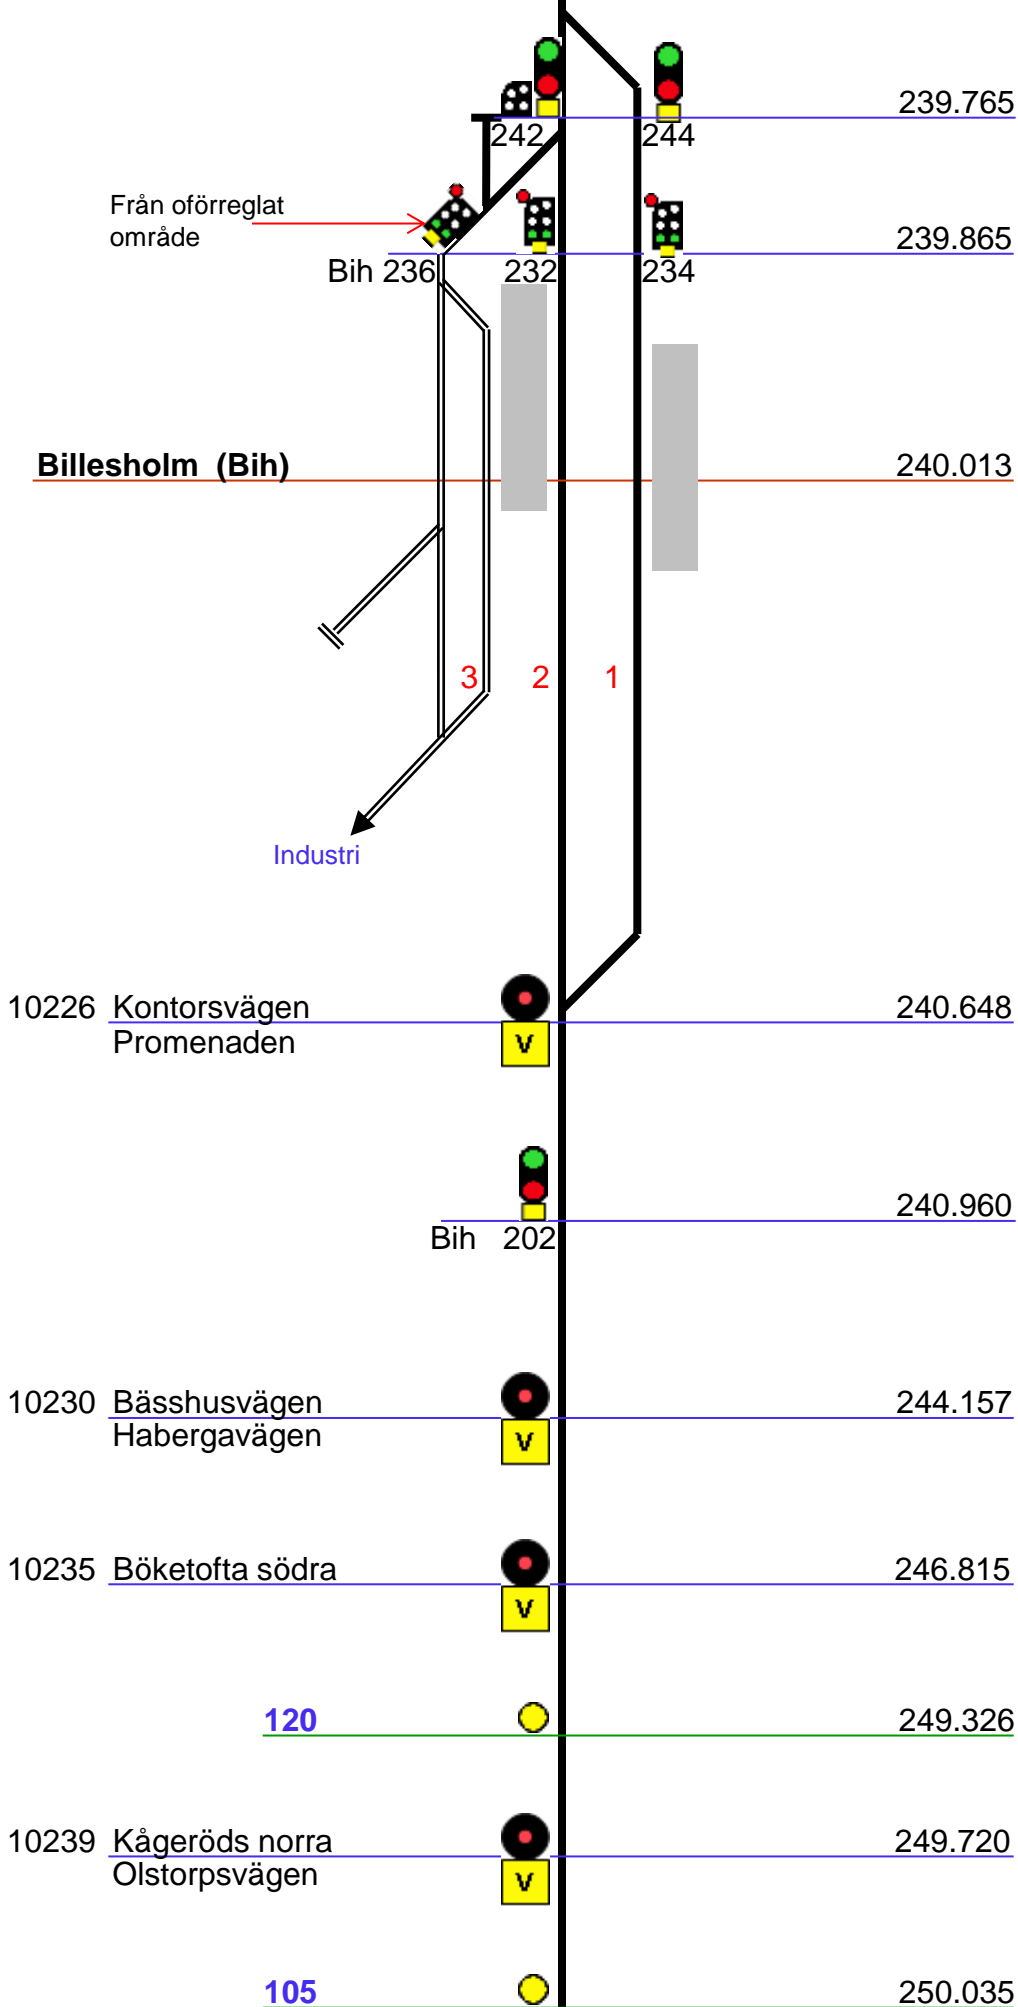 239.765
242 244
Från oförreglat
område
239.865
Bih 236 232 234
Billesholm (Bih) 240.013
3 2 1
Industri
10226 Kontorsvägen 240.648
Promenaden
V
240.960
Bih 202
10230 Bässhusvägen 244.157
Habergavägen
V
10235 Böketofta södra 246.815
V
120 249.326
10239 Kågeröds norra 249.720
Olstorpsvägen
V
105 250.035